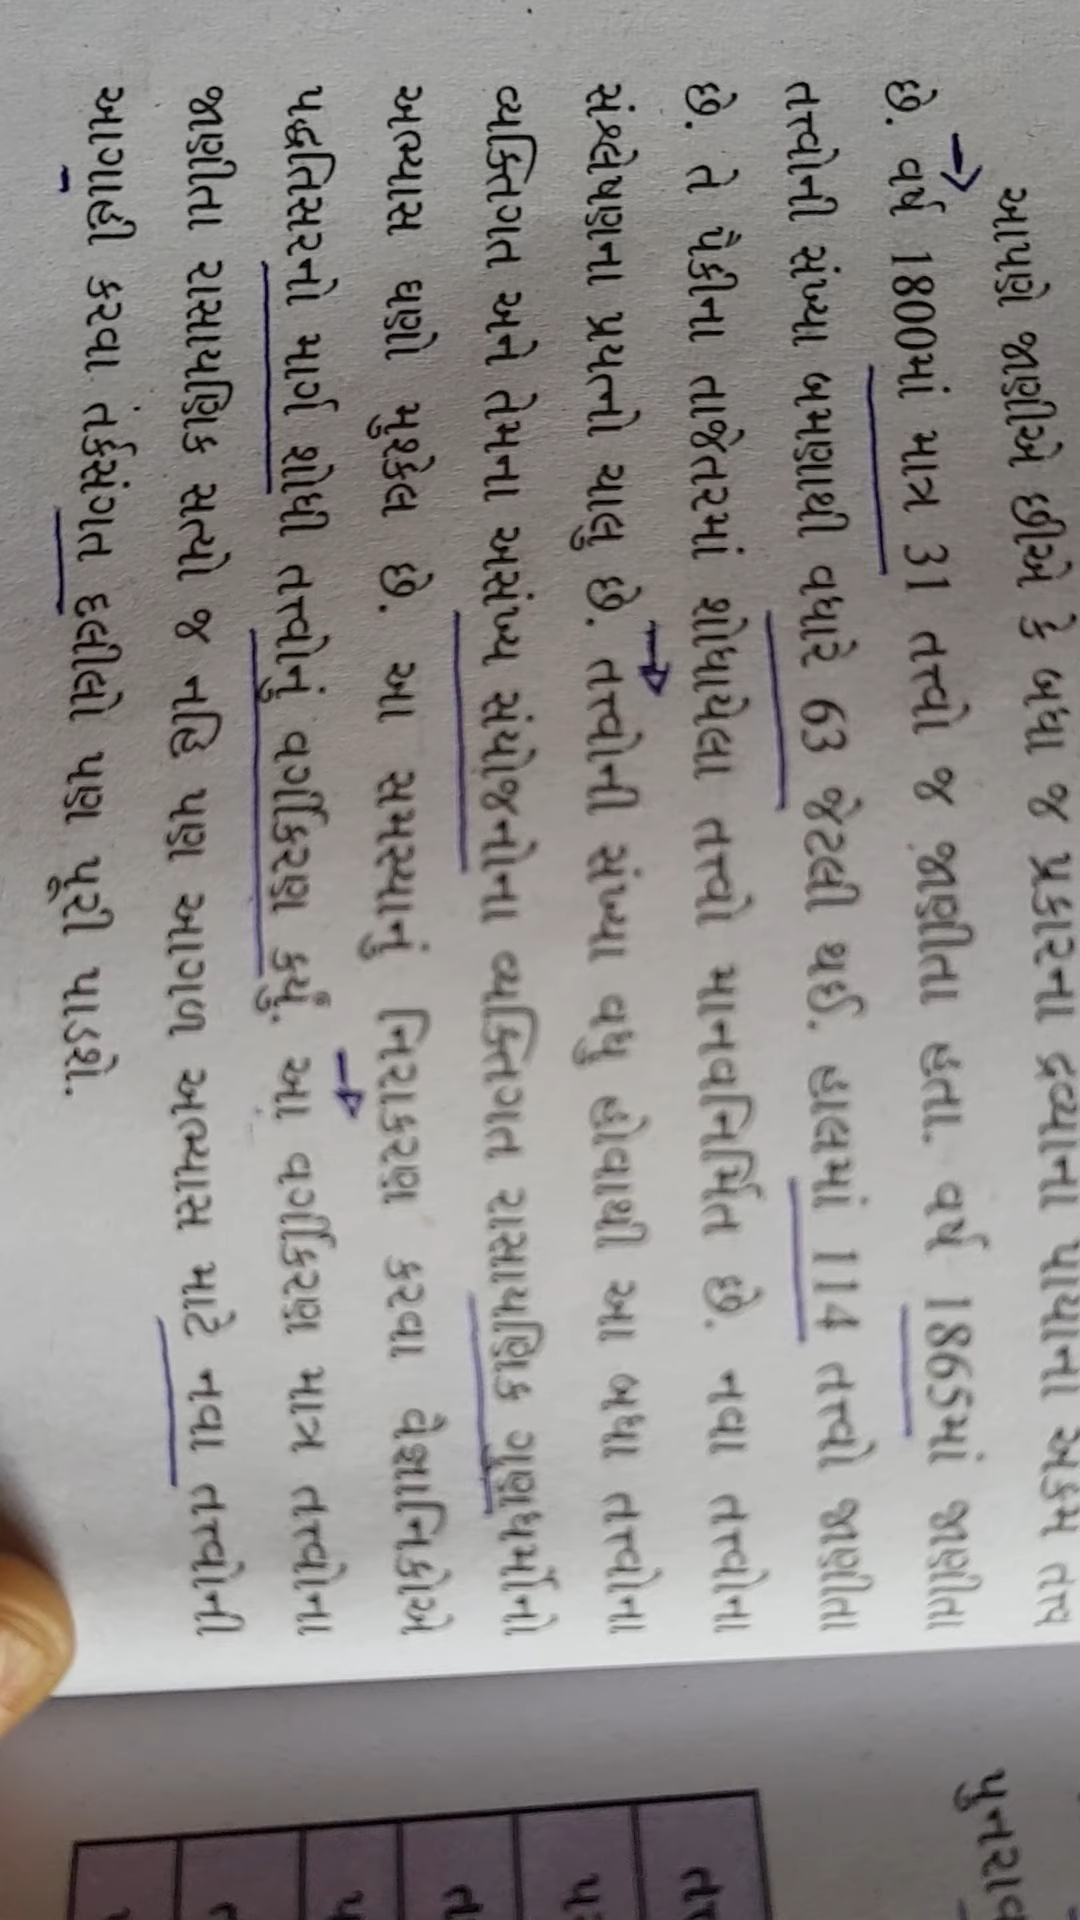 આપણે જાણીએ છીએ કે બધા જ પ્રકારના દ્રવ્યોના પાયાના એકમ તત્ત્વ
છે. વર્ષ 1800માં માત્ર 31 તત્ત્વો જ જાણીતા હતા. વર્ષ 1865માં જાણીતા
તત્ત્વોની સંખ્યા બમણાથી વધારે 63 જેટલી થઈ. હાલમાં 114 તત્ત્વો જાણીતા
છે. તે પૈકીના તાજેતરમાં શોધાયેલા તત્ત્વો માનવનિર્મિત છે. નવા તત્ત્વોના
સંશ્લેષણના પ્રયત્નો ચાલુ છે. તત્ત્વોની સંખ્યા વધુ હોવાથી આ બધા તત્ત્વોના
વ્યક્તિગત અને તેમના અસંખ્ય સંયોજનોના વ્યક્તિગત રાસાયણિક ગુણધર્મોનો
અભ્યાસ ઘણો મુશ્કેલ છે. આ સમસ્યાનું નિરાકરણ કરવા વૈજ્ઞાનિકોએ
પદ્ધતિસરનો માર્ગ શોધી તત્ત્વોનું વર્ગીકરણ કર્યું. આ વર્ગીકરણ માત્ર તત્ત્વોના
જાણીતા રાસાયણિક સત્યો જ નહિ પણ આગળ અભ્યાસ માટે નવા તત્ત્વોની
આગાહી કરવા તર્કસંગત દલીલો પણ પૂરી પાડશે.